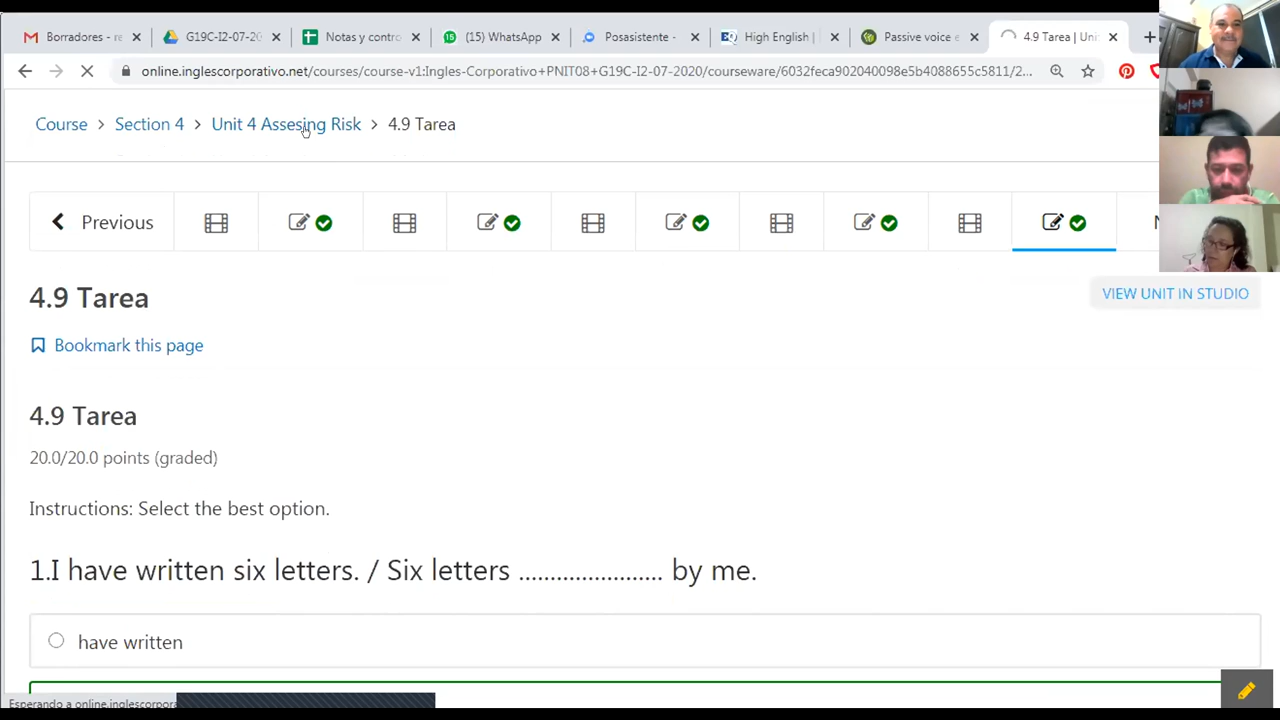 Borradores - re
G19C-I2-07-20
Notas y contro
(15) WhatsApp
Posasistente -
High English |
Passive voice e
4.9 Tarea | Uni
online.inglescorporativo.net/courses/course-v1:Ingles-Corporativo+PNIT08+G19C-I2-07-2020/courseware/6032feca902040008e5b4088655c5811/2...
Course > Section 4 > Unit 4 Assesing Risk > 4.9 Tarea
Previous
4.9 Tarea
VIEW UNIT IN STUDIO
Bookmark this page
4.9 Tarea
20.0/20.0 points (graded)
Instructions: Select the best option.
1.I have written six letters. / Six letters ...................... by me.
have written
Esperando a online.inglescorpora